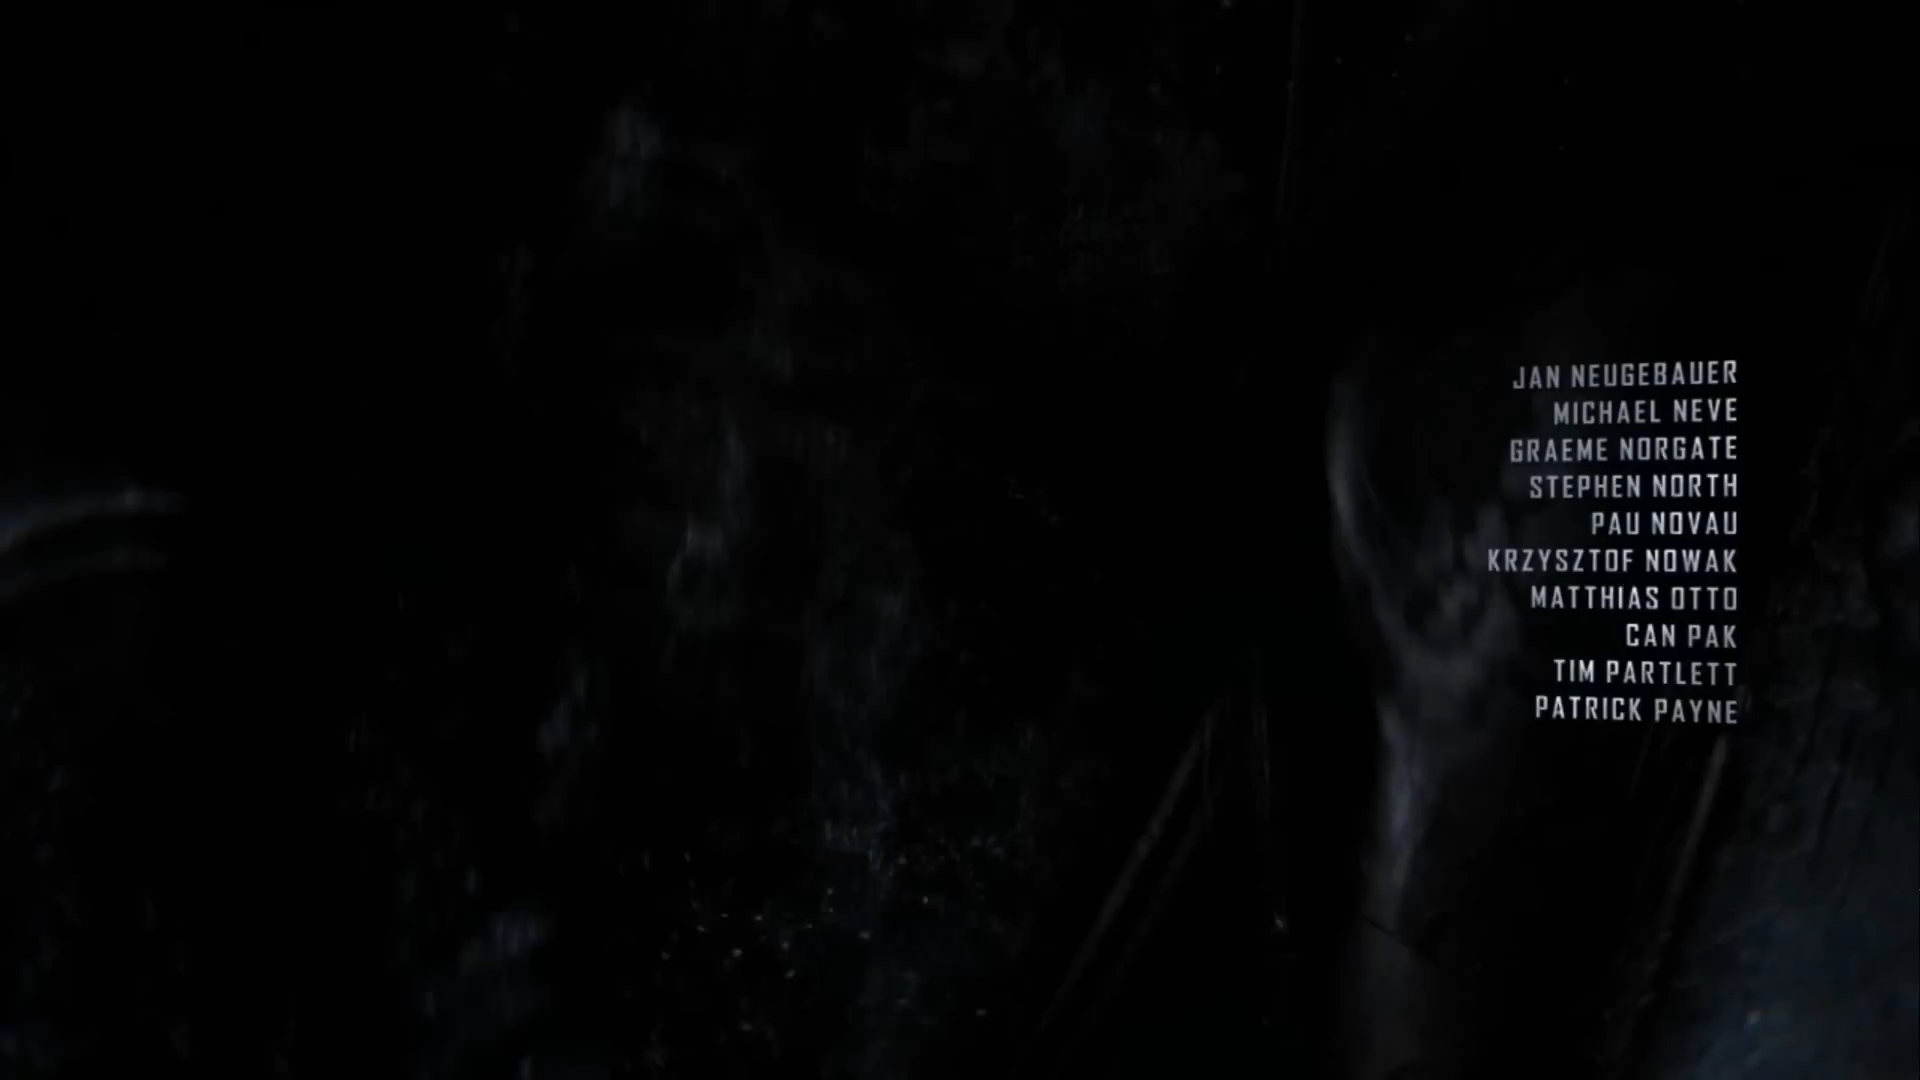 JAN NEUGEBAUER
MICHAEL NEVE
GRAEME NORGATE
STEPHEN NORTH
PAU NOVAU
KRZYSZTOF NOWAK
MATTHIAS OTTO
CAN PAK
TIM PARTLETT
PATRICK PAYNE